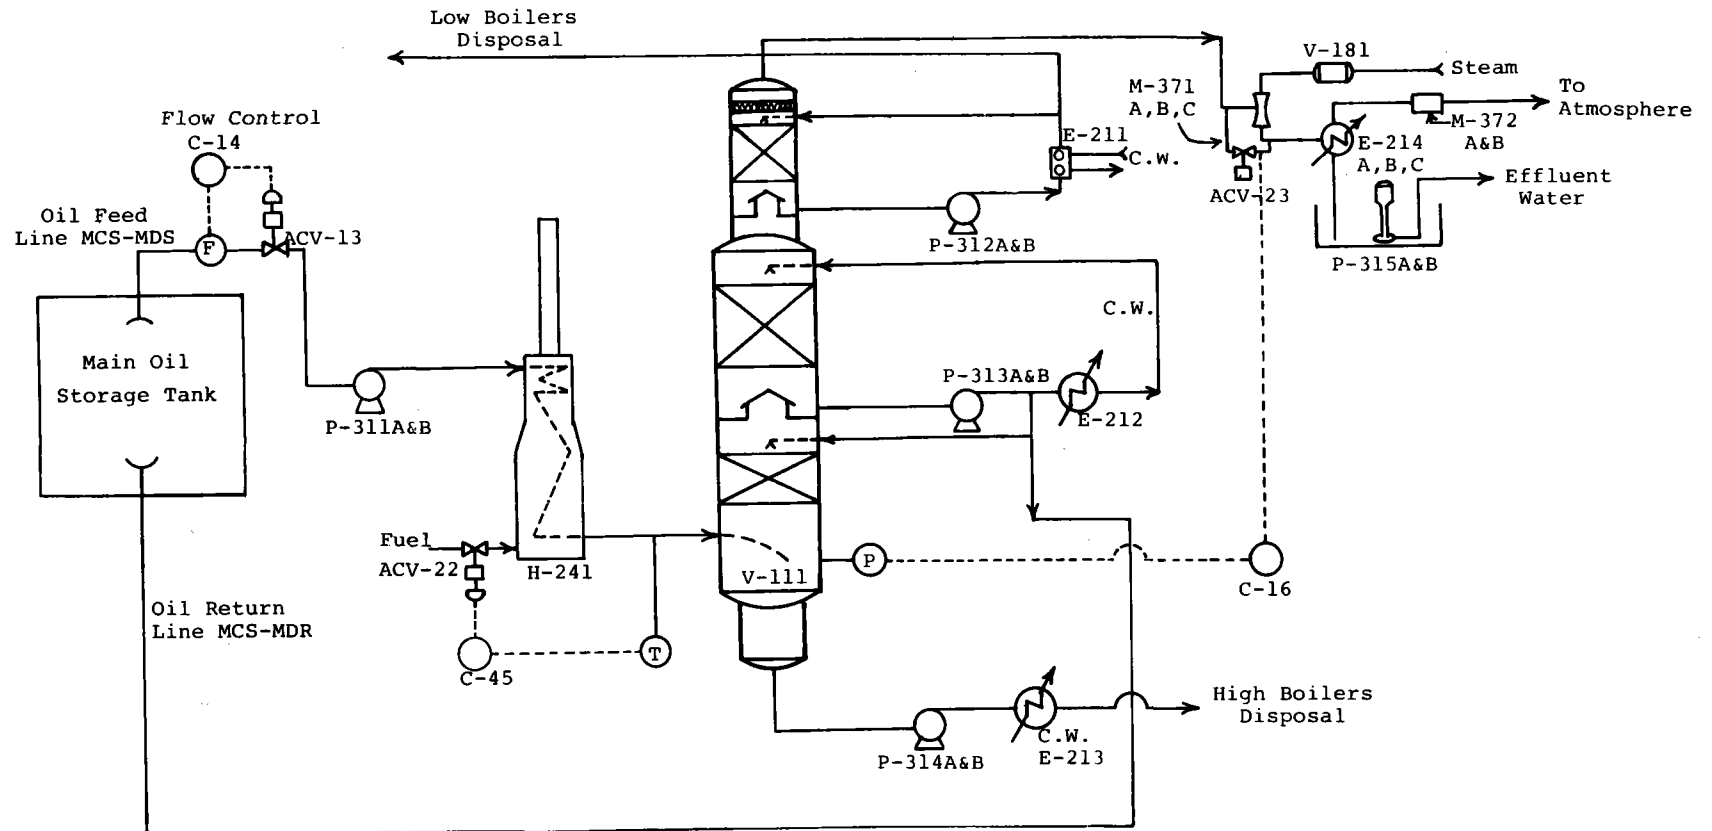 Low Boilers
Disposal
V-181
Steam
M-371
A,B,C
To
Atmosphere
Flow Control
C-14
M-372
A&B
E-211
C.W.
E-214
A,B,C
ACV-23
Effluent
Water
Oil Feed
Line MCS-MDS
F
ACV-13
P-312A&B
P-315A&B
C.W.
Main Oil
Storage Tank
P-311A&B
P-313A&B
E-212
Fuel
ACV-22
H-241
V-111
P
C-16
Oil Return
Line MCS-MDR
T
C-45
High Boilers
Disposal
C.W.
E-213
P-314A&B